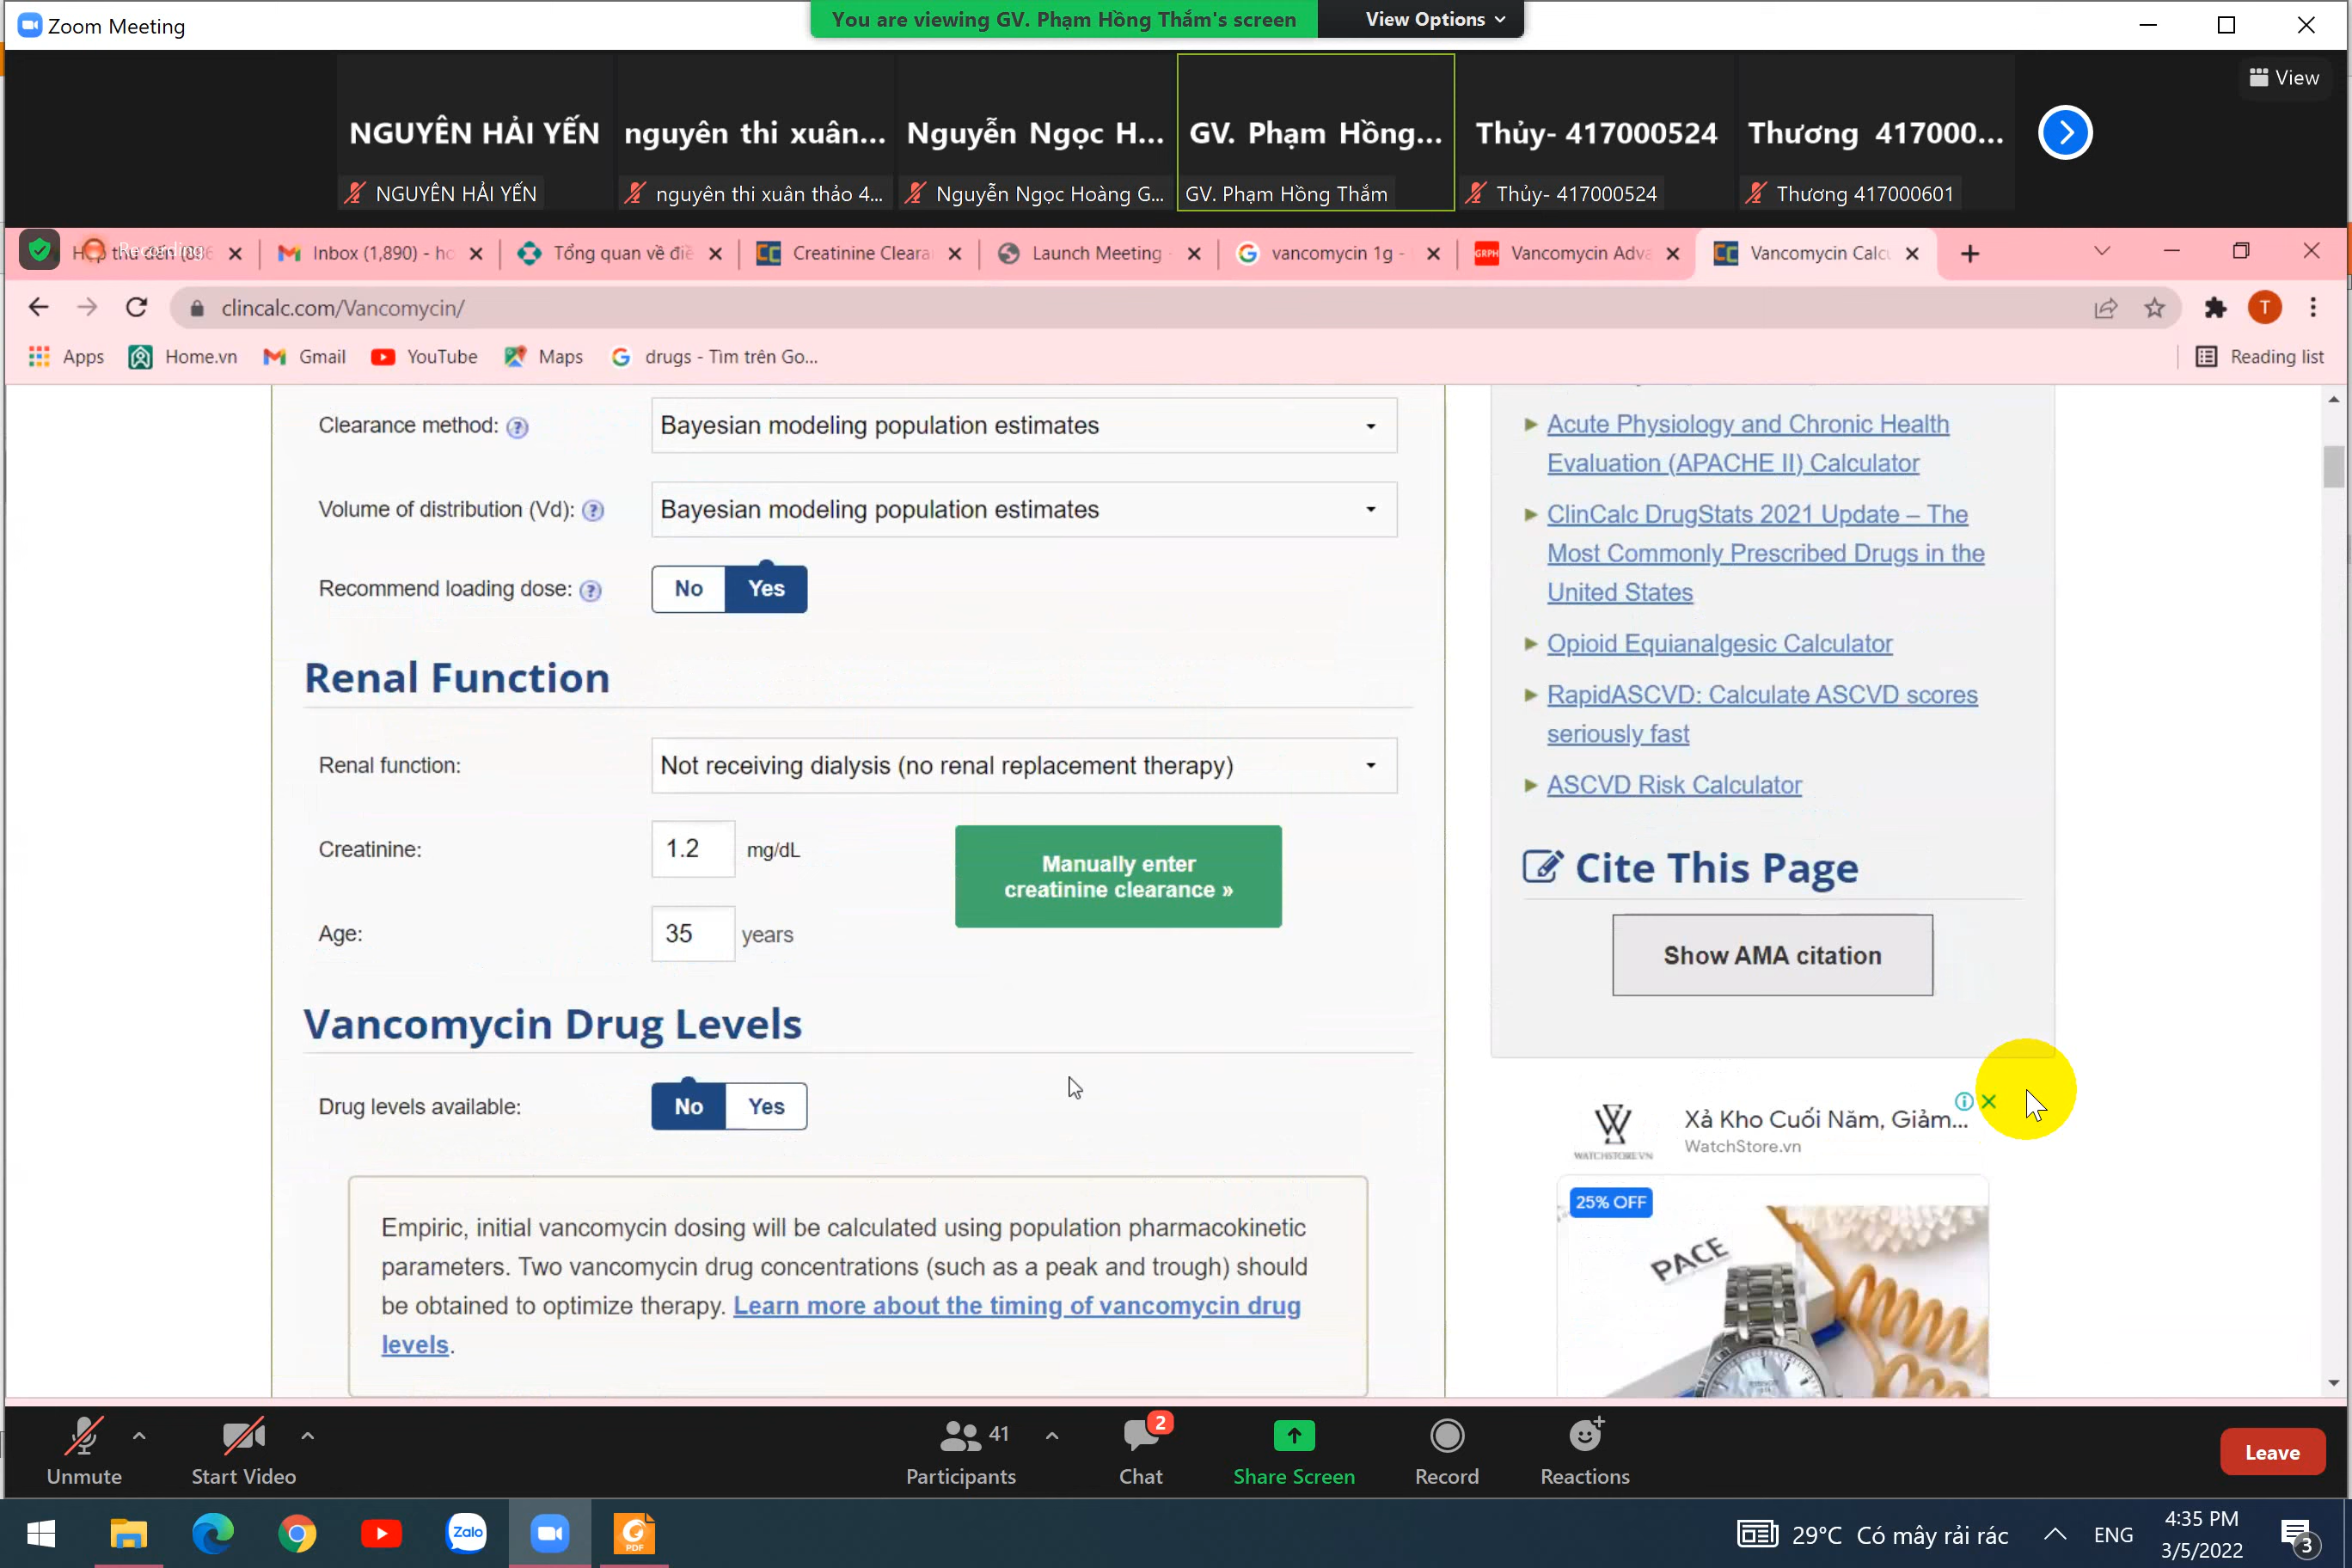 Zoom Meeting
You are viewing GV. Phạm Hồng Thắm's screen
View Options
View
NGUYÊN HẢI YẾN
nguyên thi xuân...
Nguyễn Ngọc H...
GV. Phạm Hồng...
Thủy- 417000524
Thương 417000...
NGUYÊN HẢI YẾN
nguyên thi xuân thảo 4...
Nguyễn Ngọc Hoàng G...
GV. Phạm Hồng Thắm
Thủy- 417000524
Thương 417000601
Recording
Inbox (1,890) - ho
Tổng quan về điề
Creatinine Cleara
Launch Meeting -
vancomycin 1g -
GRPH
Vancomycin Adva
CC
Vancomycin Calcu
clincalc.com/Vancomycin/
T
Apps
Home.vn
Gmail
YouTube
Maps
drugs - Tìm trên Go...
Reading list
Clearance method:
Bayesian modeling population estimates
Volume of distribution (Vd):
Bayesian modeling population estimates
Recommend loading dose:
No
Yes
Renal Function
Renal function:
Not receiving dialysis (no renal replacement therapy)
Creatinine:
1.2
mg/dL
Manually enter
creatinine clearance »
Age:
35
years
Vancomycin Drug Levels
Drug levels available:
No
Yes
Empiric, initial vancomycin dosing will be calculated using population pharmacokinetic
parameters. Two vancomycin drug concentrations (such as a peak and trough) should
be obtained to optimize therapy. Learn more about the timing of vancomycin drug
levels.
Acute Physiology and Chronic Health
Evaluation (APACHE II) Calculator
ClinCalc DrugStats 2021 Update – The
Most Commonly Prescribed Drugs in the
United States
Opioid Equianalgesic Calculator
RapidASCVD: Calculate ASCVD scores
seriously fast
ASCVD Risk Calculator
Cite This Page
Show AMA citation
Xả Kho Cuối Năm, Giảm...
WatchStore.vn
WATCHSTORE.VN
25% OFF
PACE
Unmute
Start Video
41
Participants
2
Chat
Share Screen
Record
Reactions
Leave
Zalo
PDF
29°C Có mây rải rác
ENG
4:35 PM
3/5/2022
3